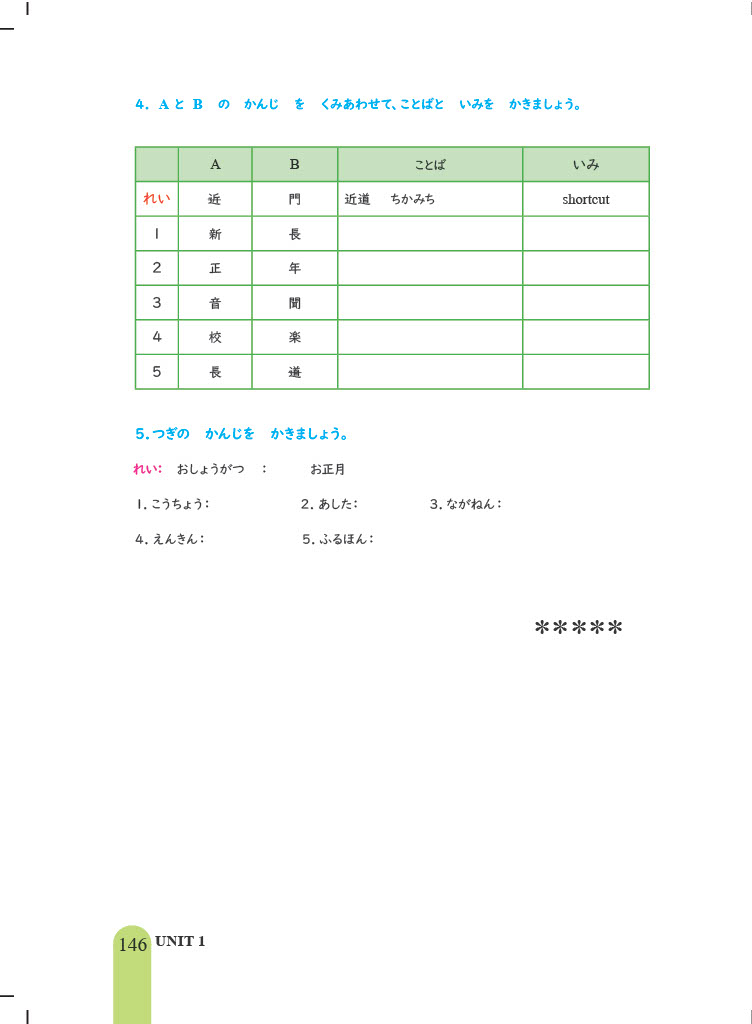 4. A と B の かんじ を くみあわせて、ことばと いみを かきましょう。
A B ことば いみ
れい 近 門 近道 ちかみち shortcut
1 新 長
2 正 年
3 音 聞
4 校 楽
5 長 道
5. つぎの かんじを かきましょう。
れい: おしょうがつ : お正月
1. こうちょう: 2. あした: 3. ながねん:
4. えんきん: 5. ふるほん:
*****
146 UNIT 1